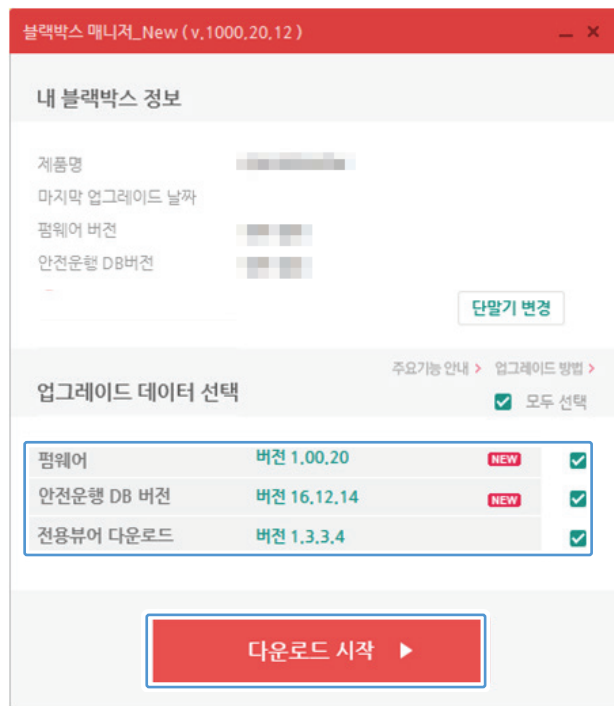 블랙박스 매니저_New ( v.1000.20.12 )
내 블랙박스 정보
제품명
마지막 업그레이드 날짜
펌웨어 버전
안전운행 DB버전
단말기 변경
주요기능 안내 > 업그레이드 방법 >
업그레이드 데이터 선택
모두 선택
펌웨어 버전 1.00.20 NEW
안전운행 DB 버전 버전 16.12.14 NEW
전용뷰어 다운로드 버전 1.3.3.4
다운로드 시작 ▶